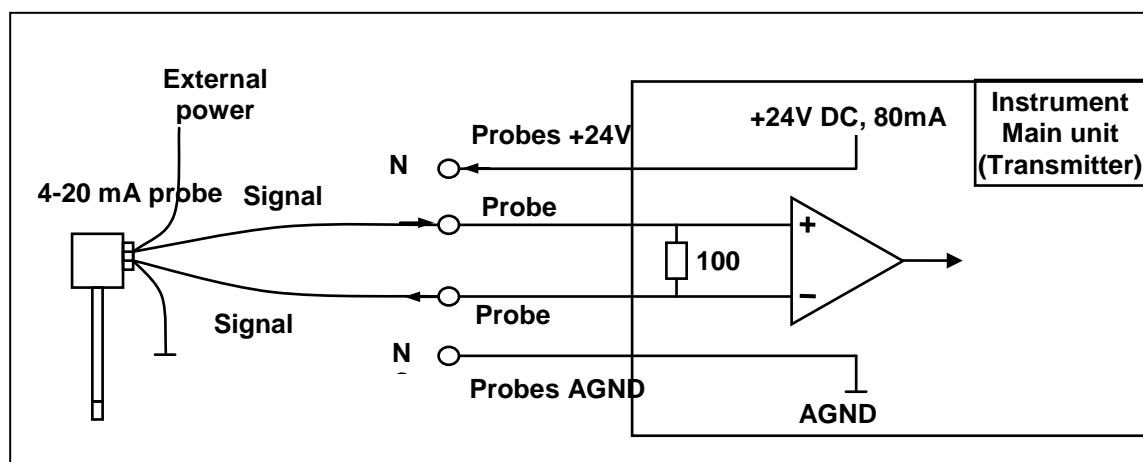 External
power
4-20 mA probe
Signal
Signal
N
Probes +24V
Probe
Probe
N
Probes AGND
+24V DC, 80mA
100
+
−
AGND
Instrument
Main unit
(Transmitter)